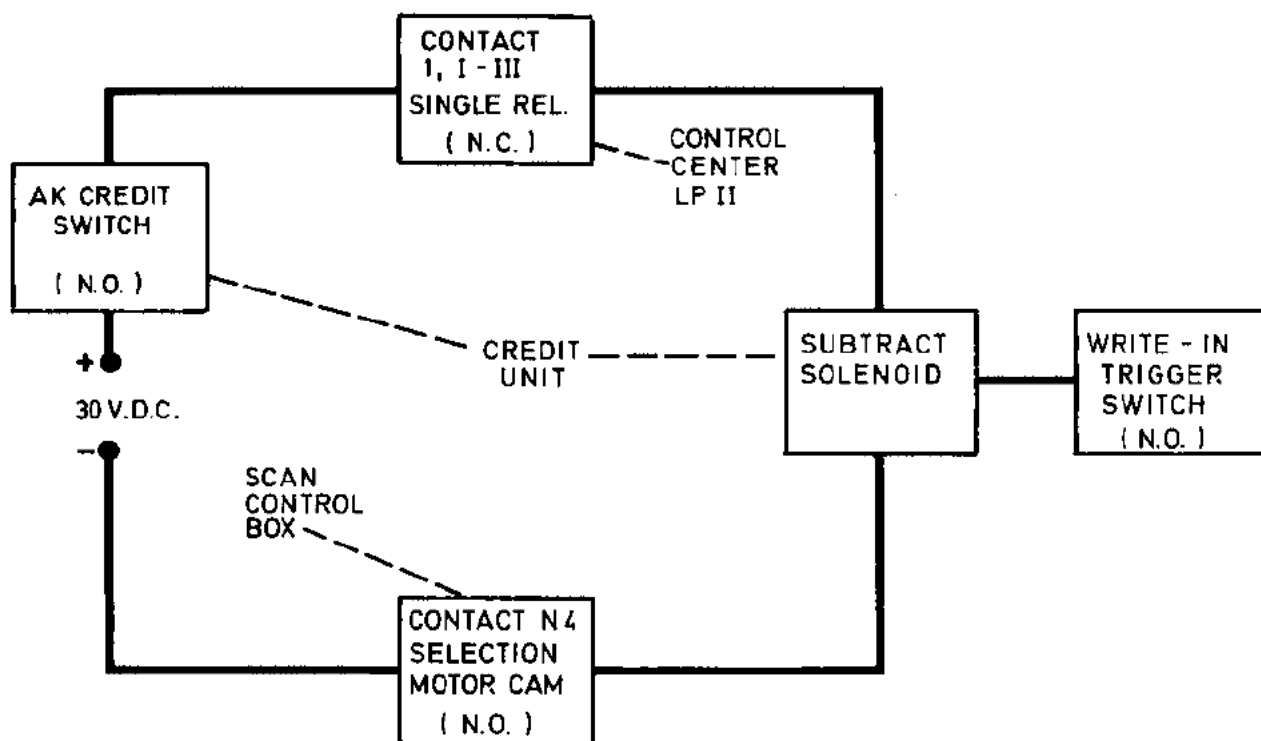 CONTACT
1, I - III
SINGLE REL.
( N.C. )
CONTROL
CENTER
LP II
AK CREDIT
SWITCH
( N.O. )
+
30 V.D.C.
-
CREDIT
UNIT
SUBTRACT
SOLENOID
WRITE - IN
TRIGGER
SWITCH
( N.O. )
SCAN
CONTROL
BOX
CONTACT N4
SELECTION
MOTOR CAM
( N.O. )